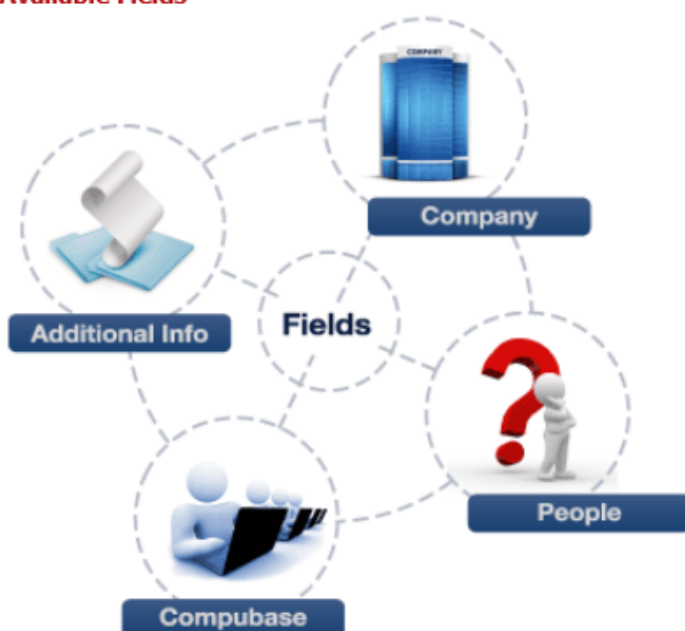 Available Fields
COMPANY
Company
Additional Info
Fields
People
Compubase